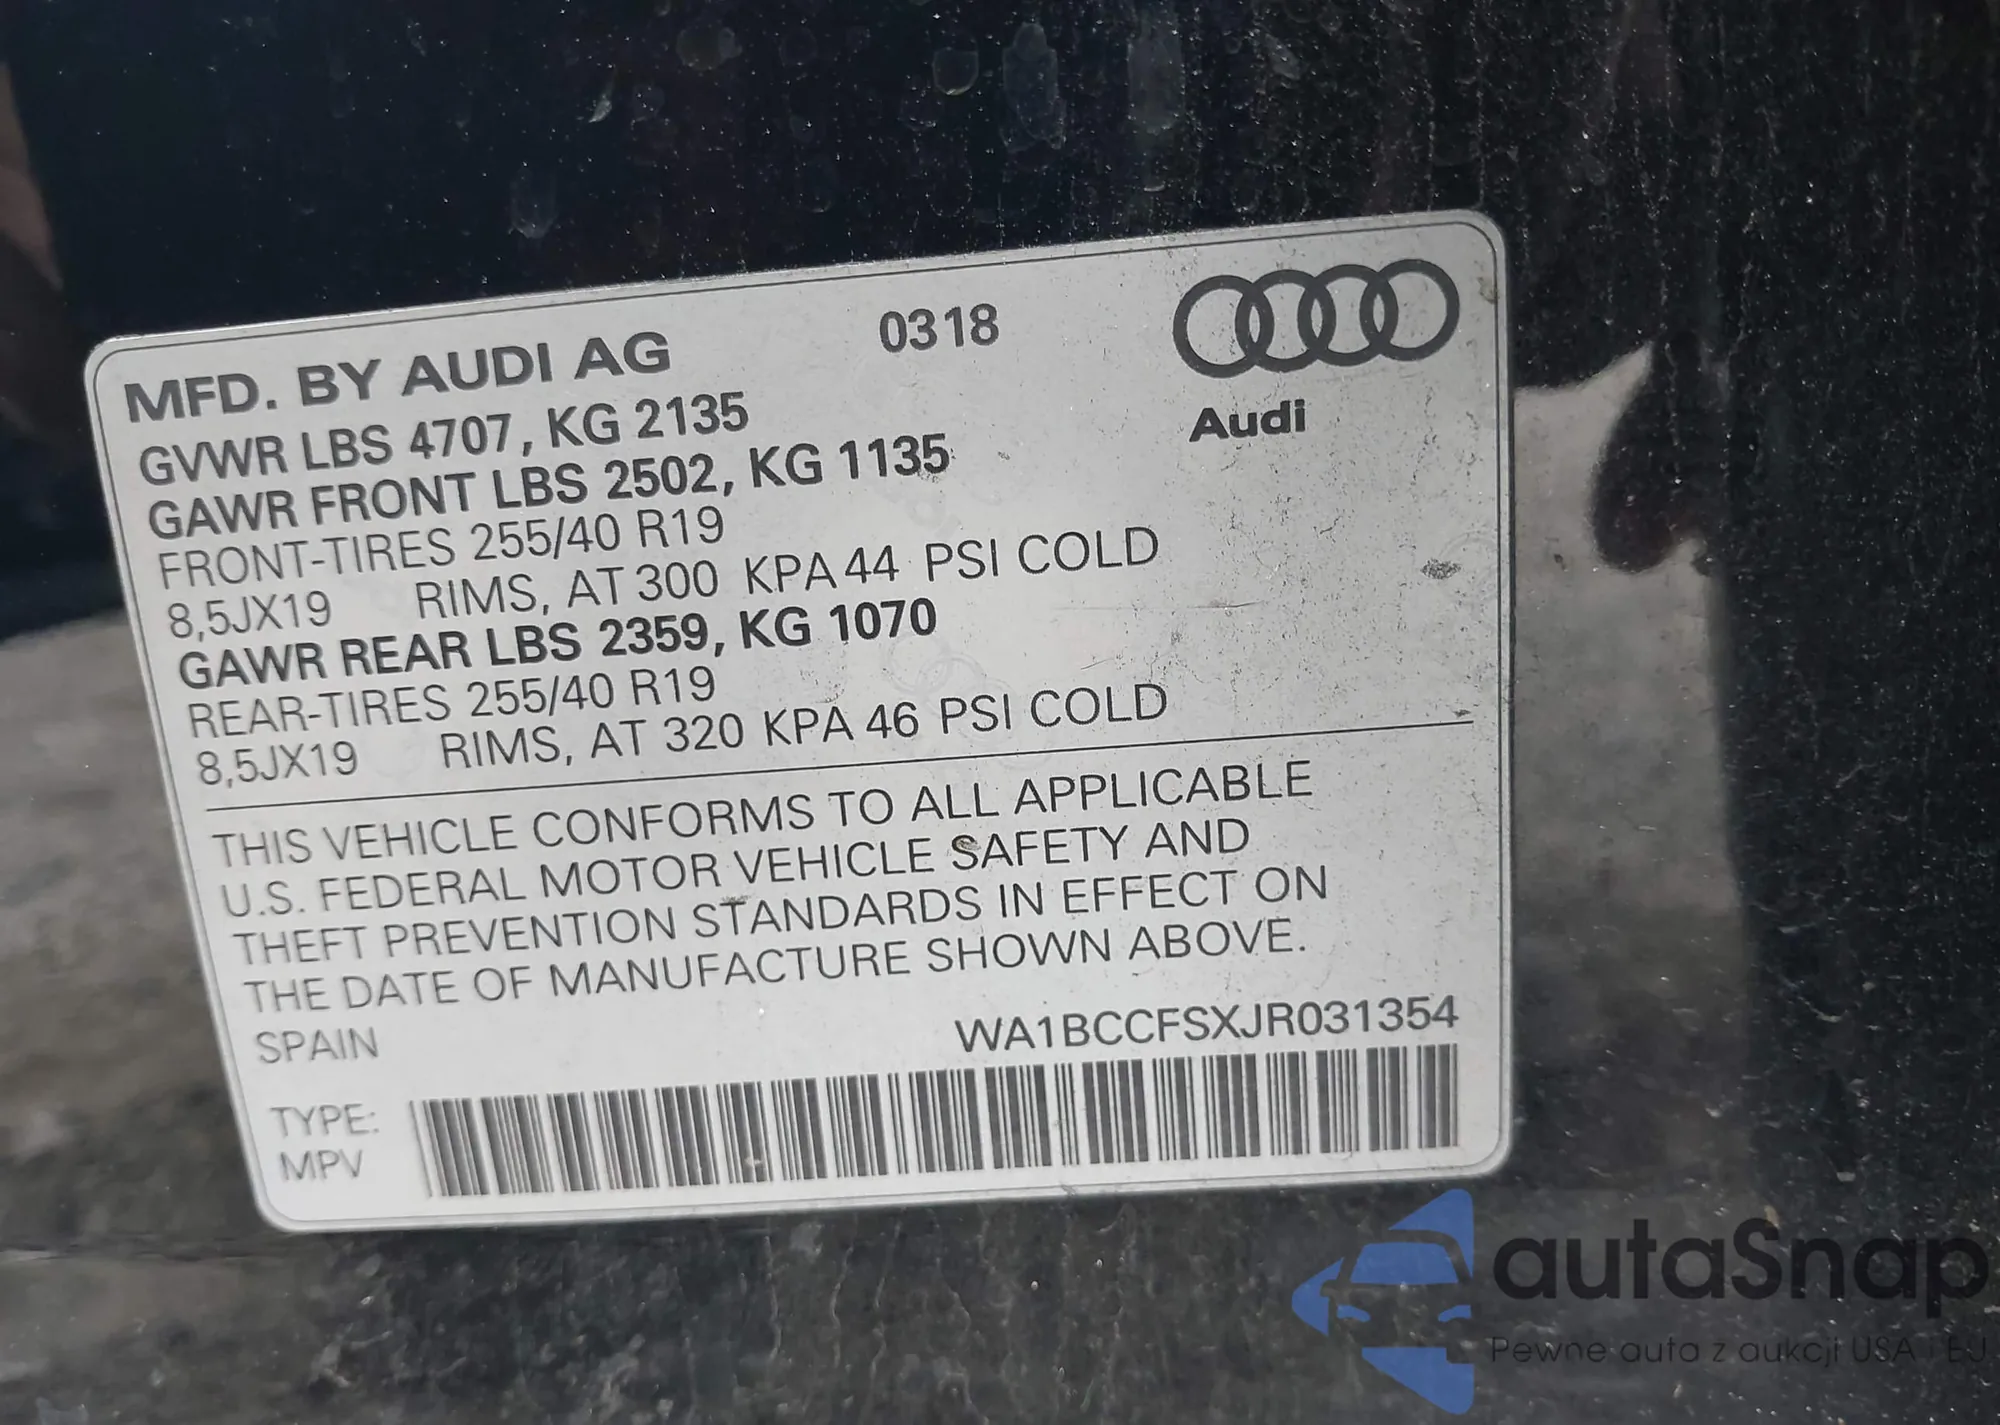 MFD. BY AUDI AG 0318
Audi
GVWR LBS 4707, KG 2135
GAWR FRONT LBS 2502, KG 1135
FRONT-TIRES 255/40 R19
8,5JX19 RIMS, AT 300 KPA 44 PSI COLD
GAWR REAR LBS 2359, KG 1070
REAR-TIRES 255/40 R19
8,5JX19 RIMS, AT 320 KPA 46 PSI COLD
THIS VEHICLE CONFORMS TO ALL APPLICABLE
U.S. FEDERAL MOTOR VEHICLE SAFETY AND
THEFT PREVENTION STANDARDS IN EFFECT ON
THE DATE OF MANUFACTURE SHOWN ABOVE.
SPAIN WA1BCCFSXJR031354
TYPE:
MPV
autaSnap
Pewne auta z aukcji USA i EU